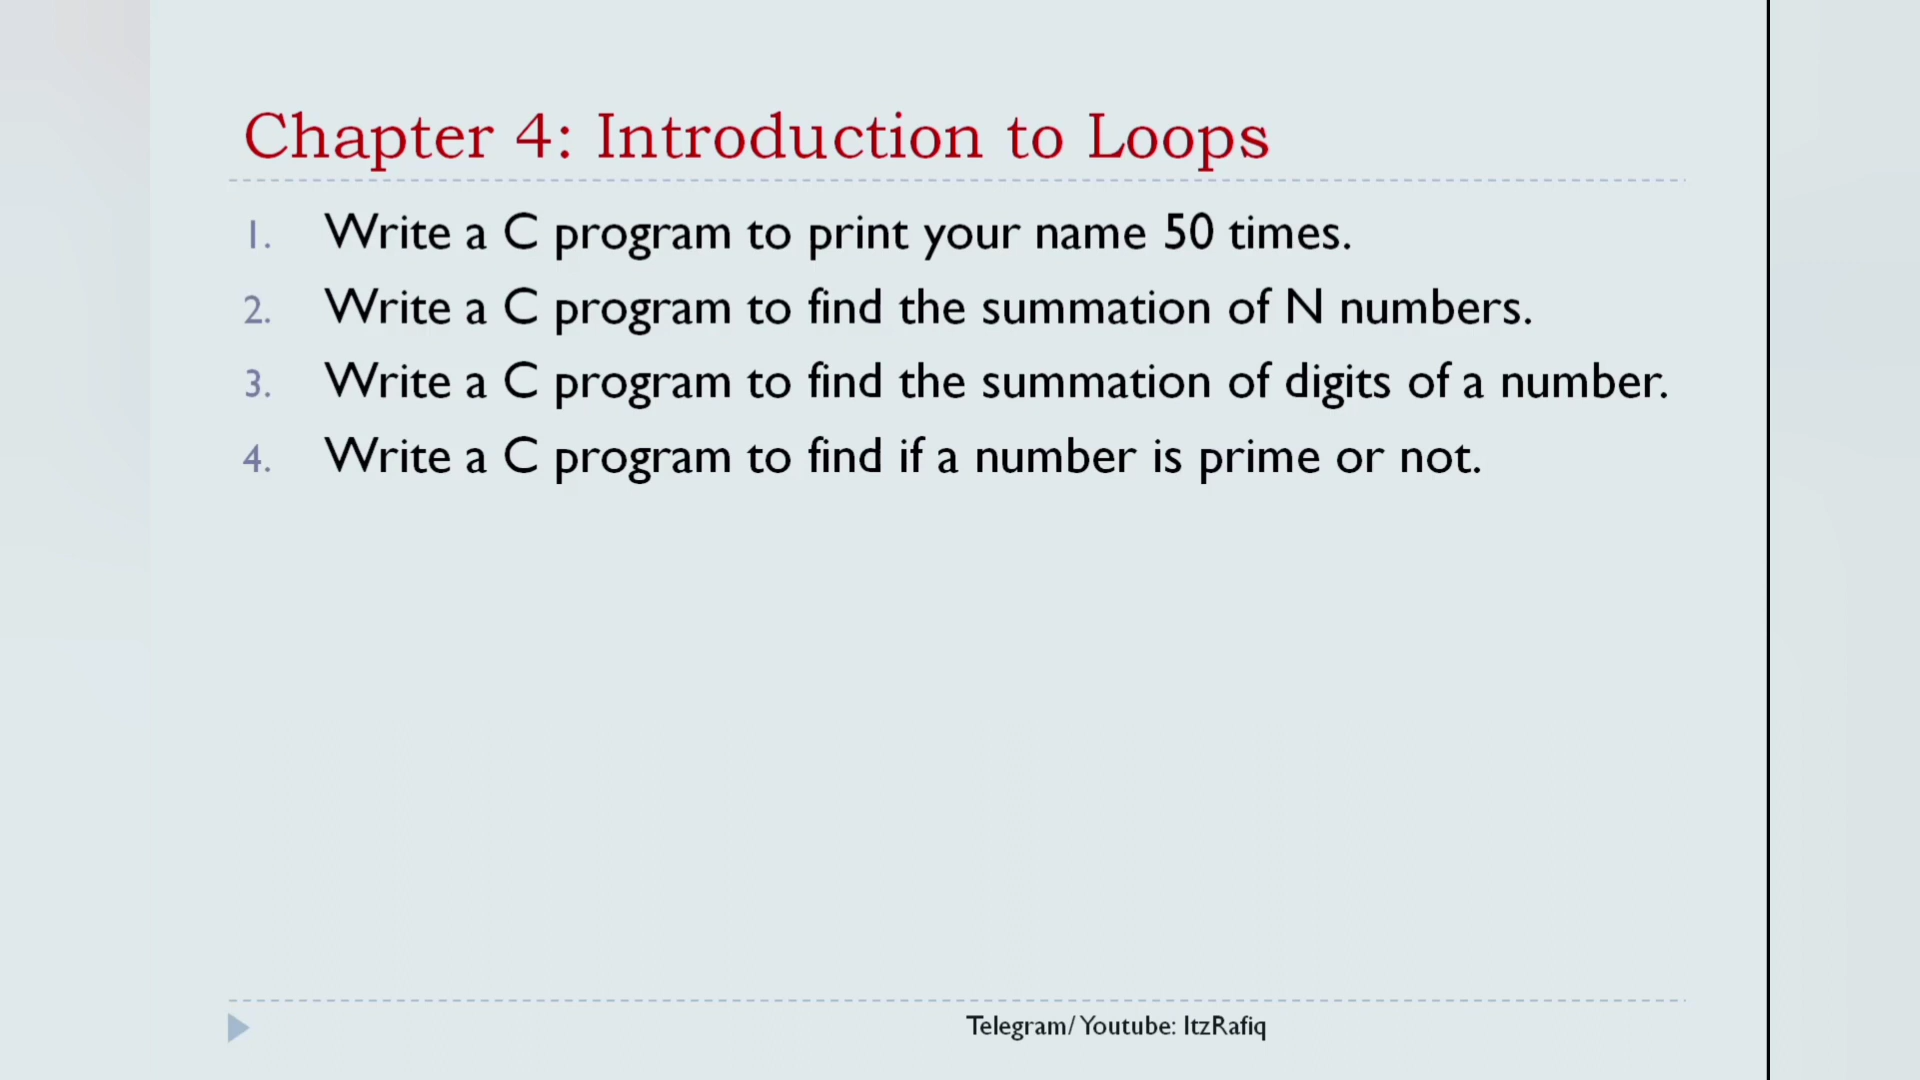 Chapter 4: Introduction to Loops
1. Write a C program to print your name 50 times.
2. Write a C program to find the summation of N numbers.
3. Write a C program to find the summation of digits of a number.
4. Write a C program to find if a number is prime or not.
Telegram/ Youtube: ItzRafiq